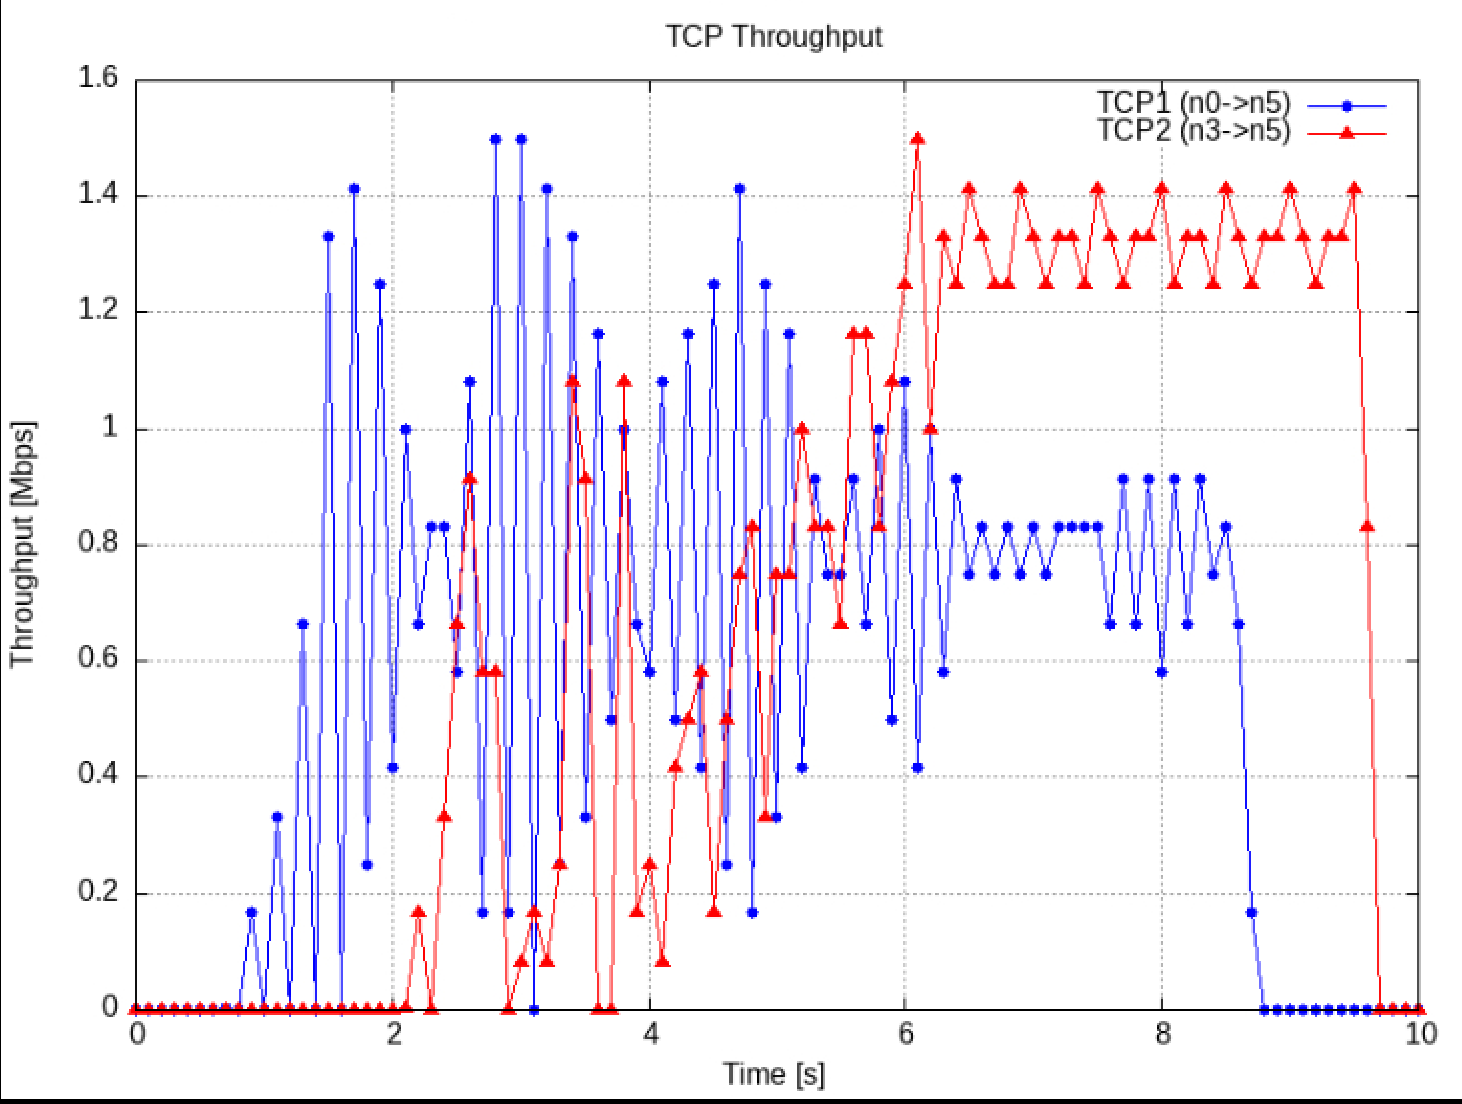 TCP Throughput
1.6
1.4
1.2
1
0.8
0.6
0.4
0.2
0
Throughput [Mbps]
TCP1 (n0->n5)
TCP2 (n3->n5)
0 2 4 6 8 10
Time [s]